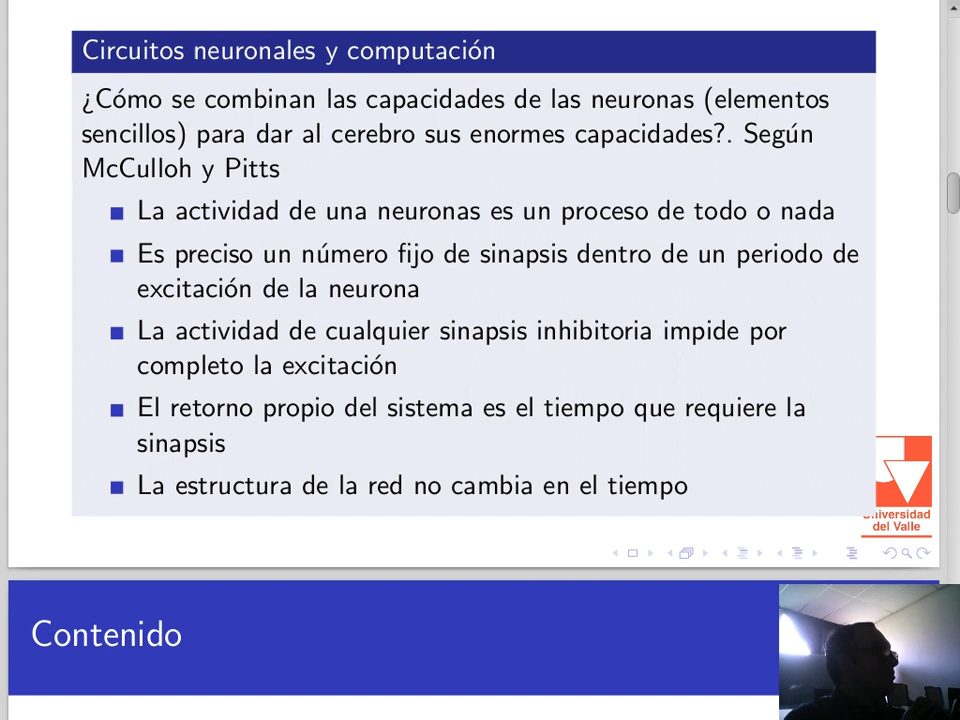 Circuitos neuronales y computación
¿Cómo se combinan las capacidades de las neuronas (elementos
sencillos) para dar al cerebro sus enormes capacidades?. Según
McCulloh y Pitts
La actividad de una neuronas es un proceso de todo o nada
Es preciso un número fijo de sinapsis dentro de un periodo de
excitación de la neurona
La actividad de cualquier sinapsis inhibitoria impide por
completo la excitación
El retorno propio del sistema es el tiempo que requiere la
sinapsis
La estructura de la red no cambia en el tiempo
Universidad
del Valle
Contenido